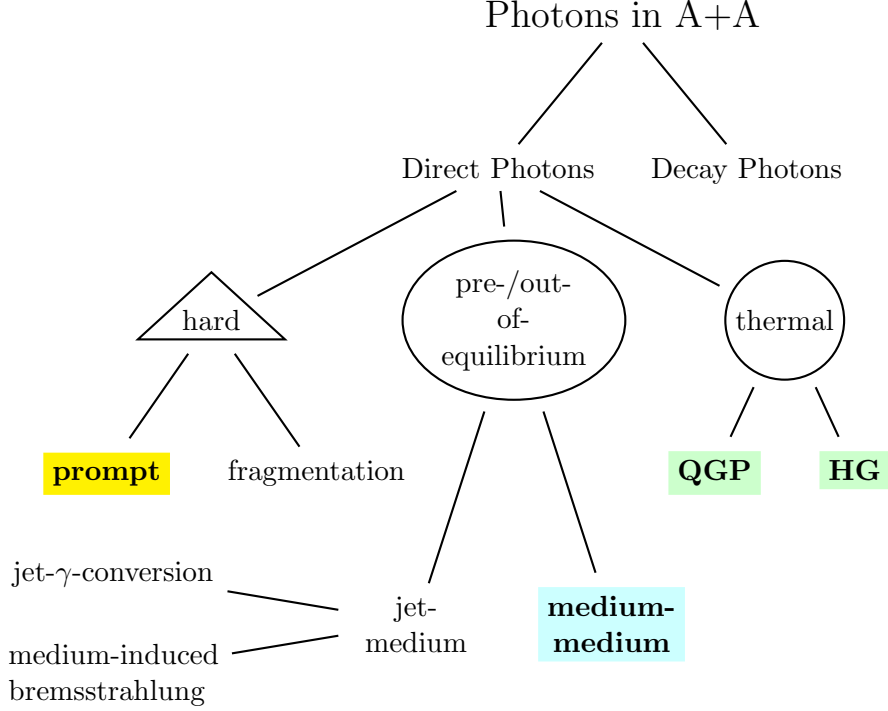 Photons in A+A
Direct Photons
Decay Photons
hard
pre-/out-
of-
equilibrium
thermal
prompt
fragmentation
QGP
HG
jet-γ-conversion
jet-
medium
medium-
medium
medium-induced
bremsstrahlung